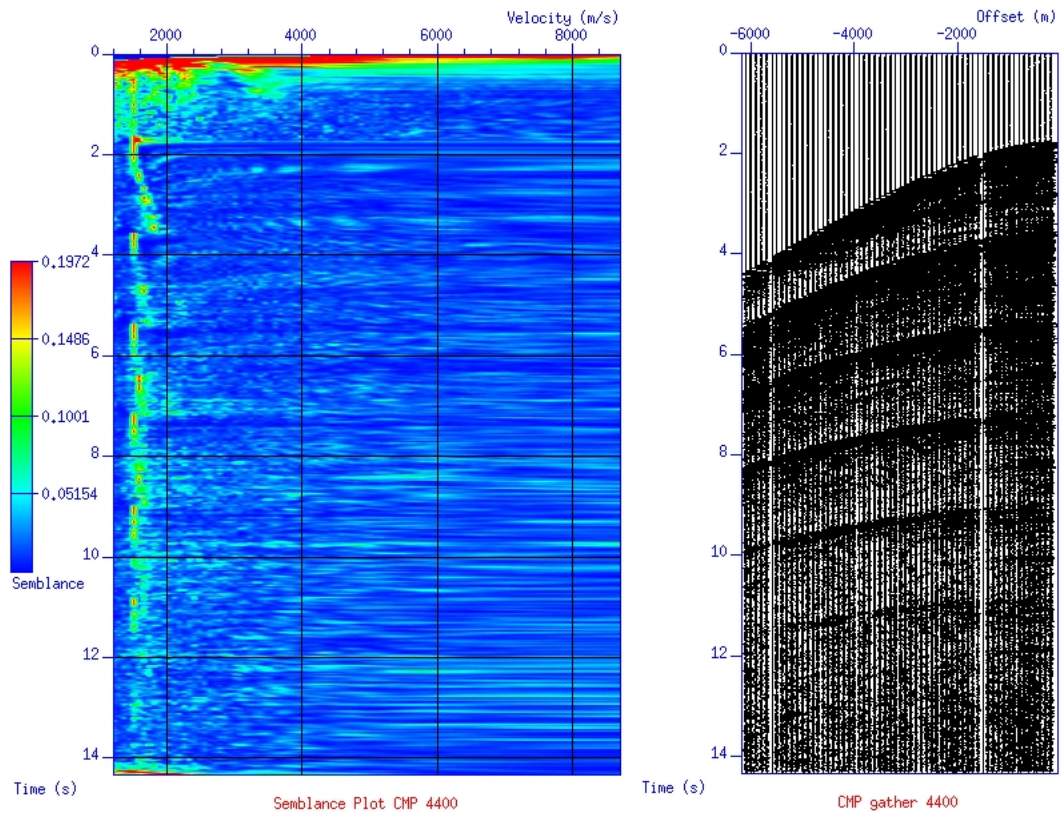 Velocity (m/s)
2000 4000 6000 8000
0
2
4
6
8
10
12
14
Time (s)
Semblance Plot CMP 4400
0.1972
0.1486
0.1001
0.05154
Semblance
Offset (m)
-6000 -4000 -2000
0
2
4
6
8
10
12
14
Time (s)
CMP gather 4400